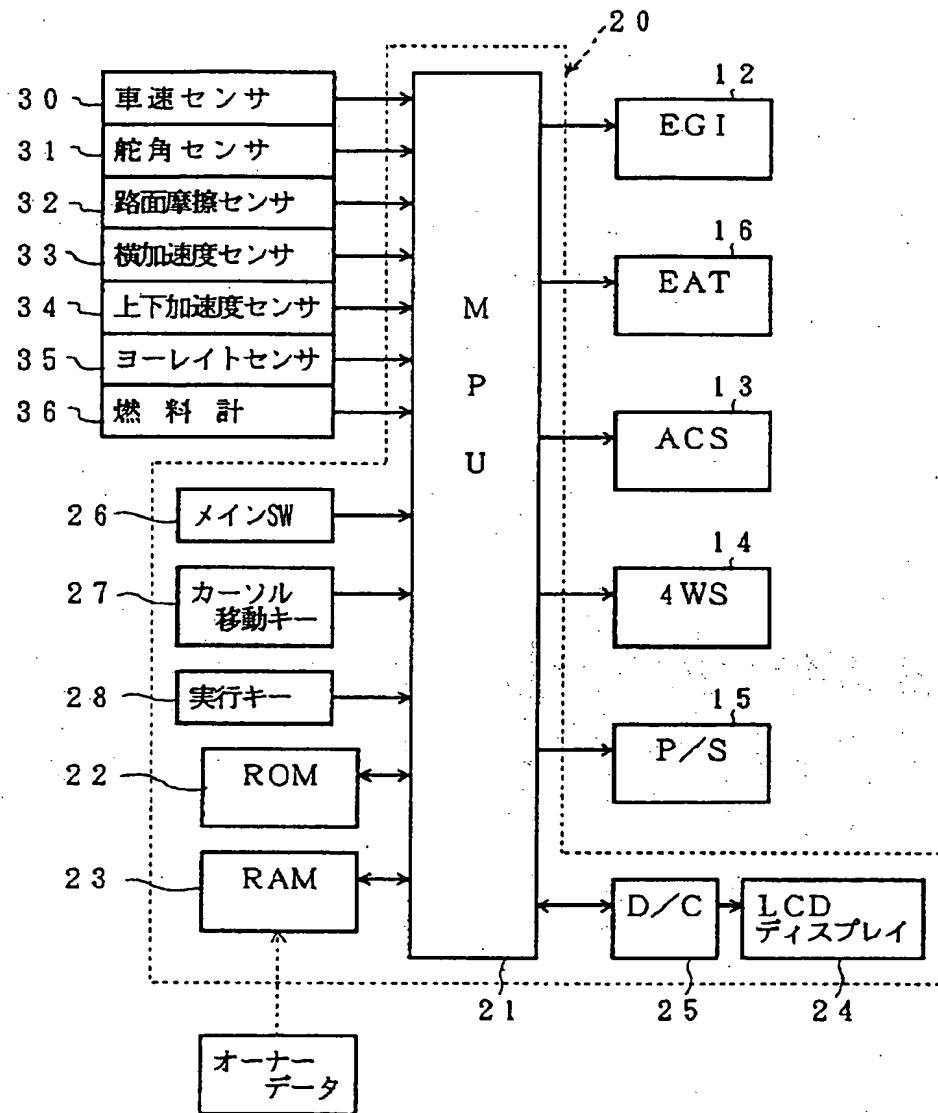 20
30 車速センサ
31 舵角センサ
32 路面摩擦センサ
33 横加速度センサ
34 上下加速度センサ
35 ヨーレイトセンサ
36 燃料計
26 メインSW
27 カーソル
移動キー
28 実行キー
22 ROM
23 RAM
オーナー
データ
M
P
U
21
12
EGI
16
EAT
13
ACS
14
4WS
15
P/S
D/C
25
LCD
ディスプレイ
24